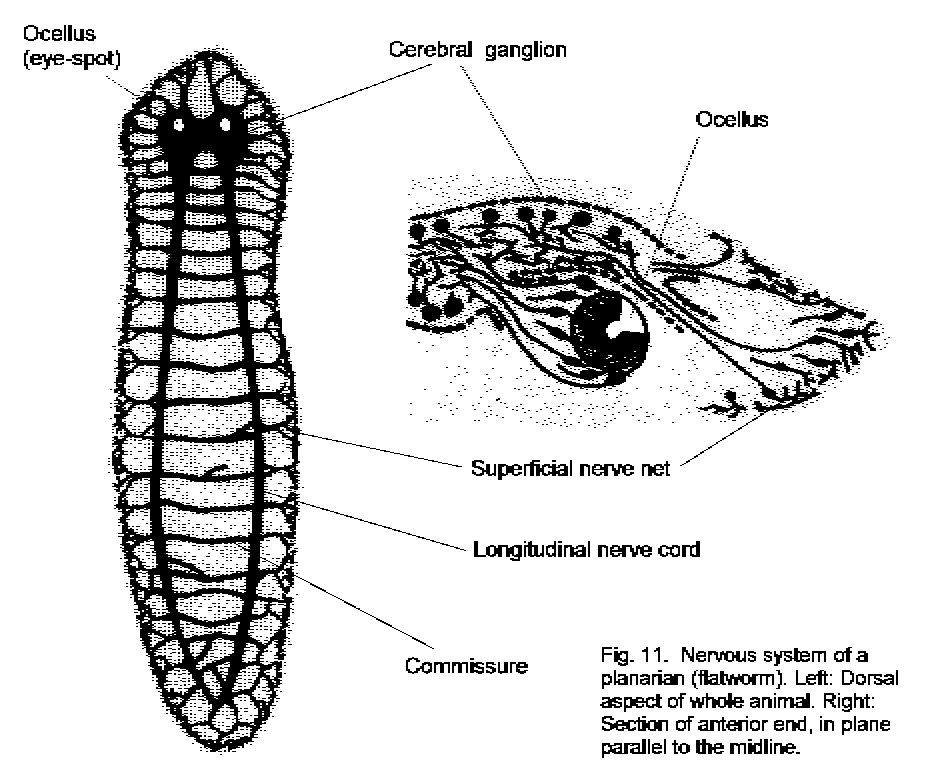 Ocellus
(eye-spot)
Cerebral ganglion
Ocellus
Superficial nerve net
Longitudinal nerve cord
Commissure
Fig. 11. Nervous system of a
planarian (flatworm). Left: Dorsal
aspect of whole animal. Right:
Section of anterior end, in plane
parallel to the midline.